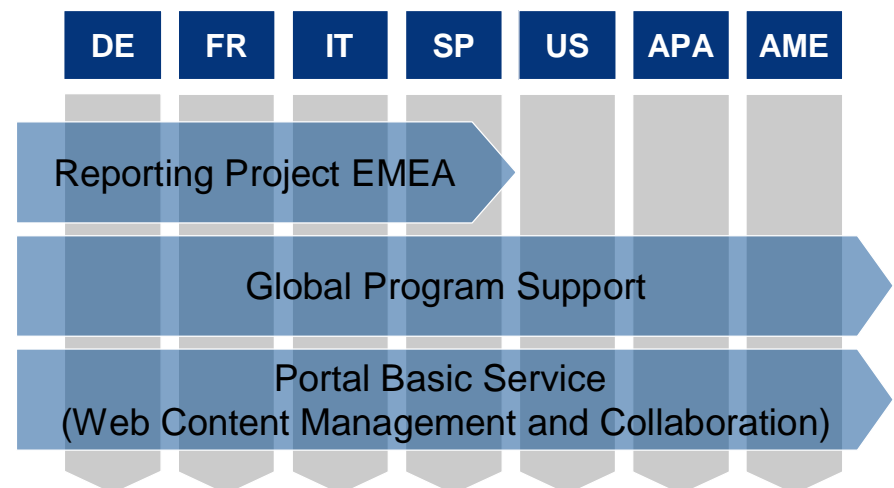 DE FR IT SP US APA AME
Reporting Project EMEA
Global Program Support
Portal Basic Service
(Web Content Management and Collaboration)